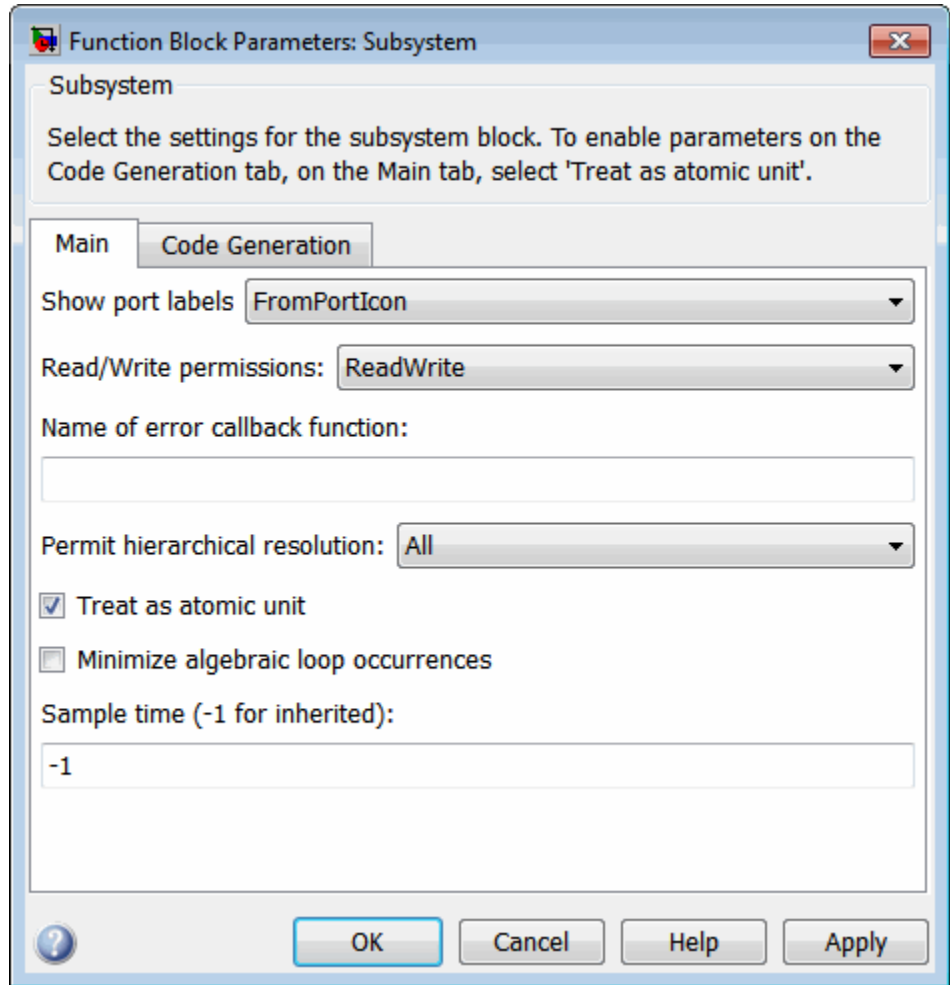 Function Block Parameters: Subsystem
Subsystem
Select the settings for the subsystem block. To enable parameters on the
Code Generation tab, on the Main tab, select 'Treat as atomic unit'.
Main Code Generation
Show port labels FromPortIcon
Read/Write permissions: ReadWrite
Name of error callback function:
Permit hierarchical resolution: All
Treat as atomic unit
Minimize algebraic loop occurrences
Sample time (-1 for inherited):
-1
OK Cancel Help Apply